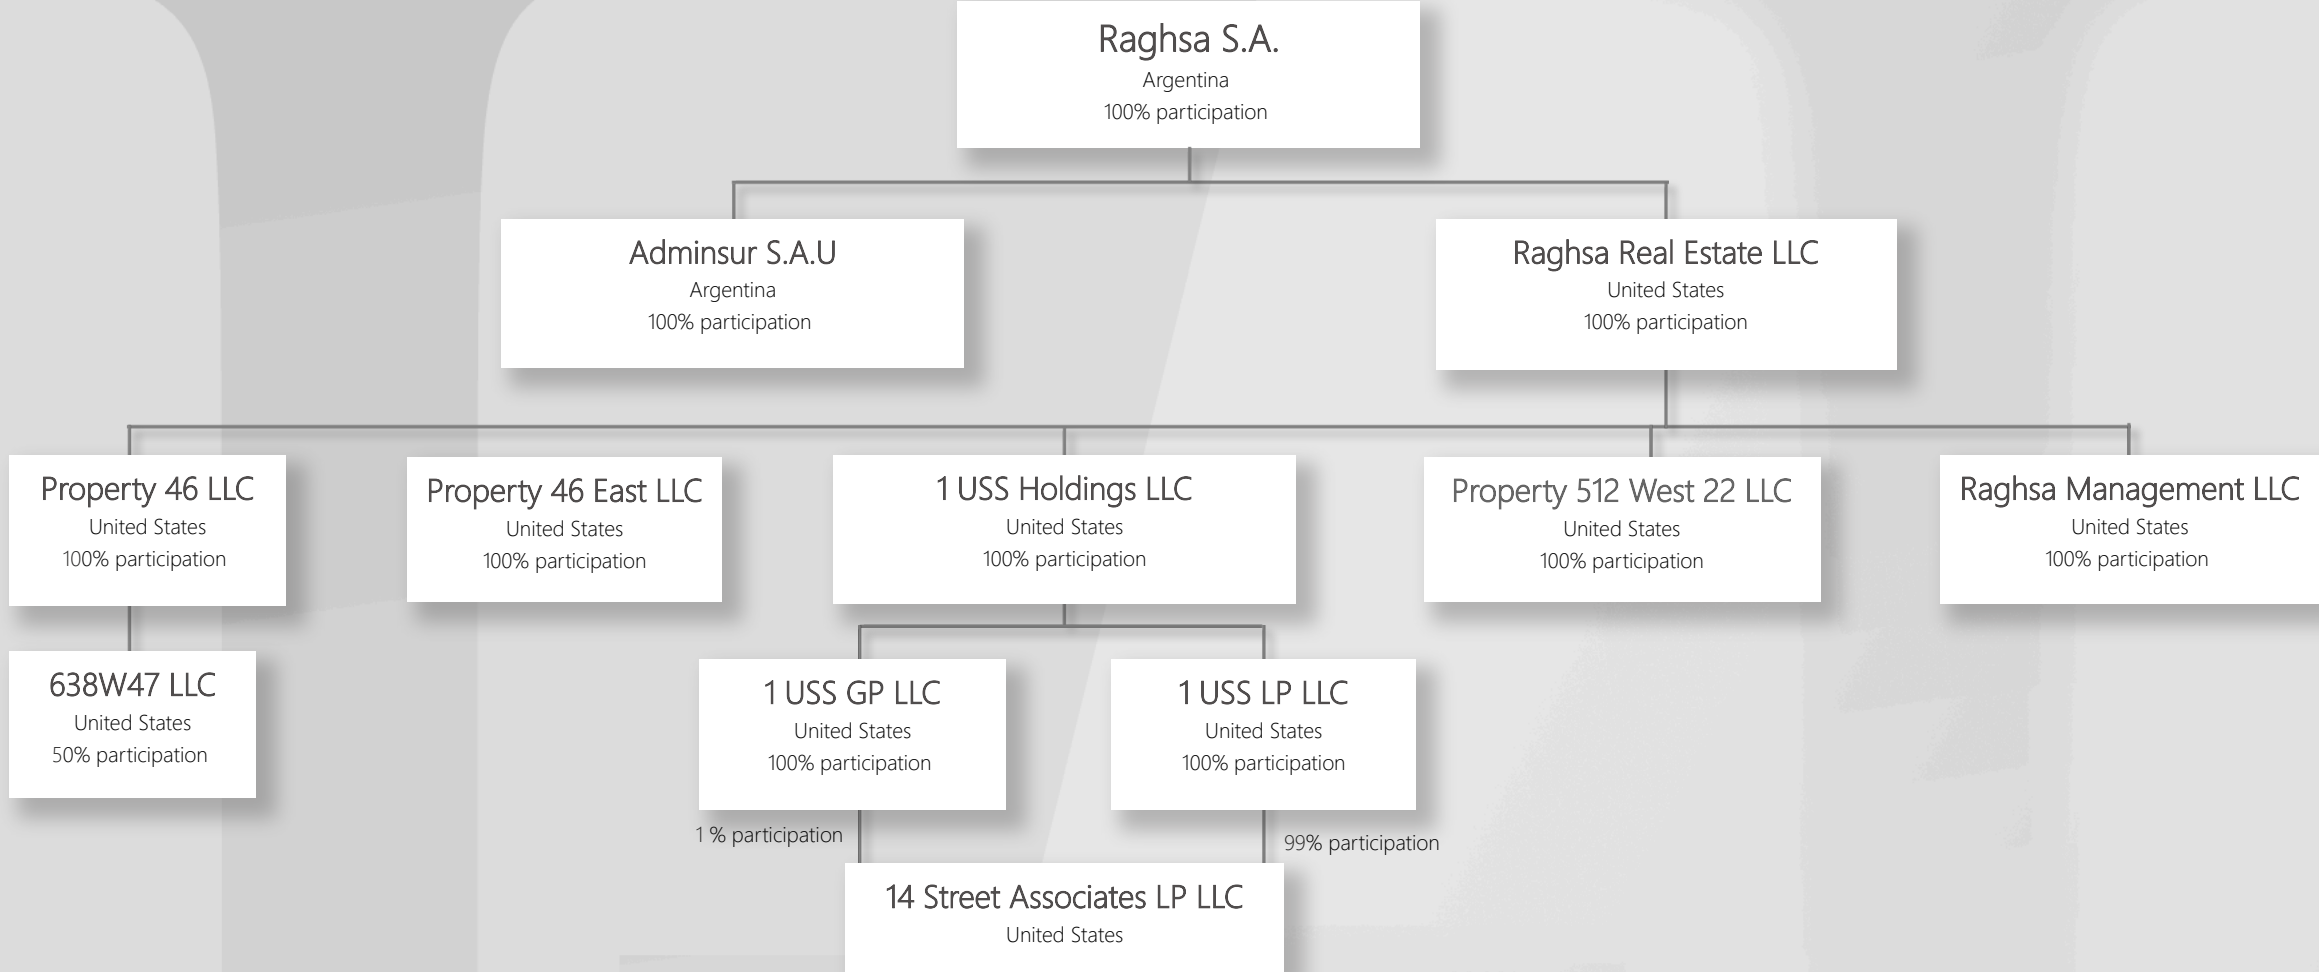 Raghsa S.A.
Argentina
100% participation
Adminsur S.A.U
Argentina
100% participation
Raghsa Real Estate LLC
United States
100% participation
Property 46 LLC
United States
100% participation
Property 46 East LLC
United States
100% participation
1 USS Holdings LLC
United States
100% participation
Property 512 West 22 LLC
United States
100% participation
Raghsa Management LLC
United States
100% participation
638W47 LLC
United States
50% participation
1 USS GP LLC
United States
100% participation
1 USS LP LLC
United States
100% participation
1 % participation
99% participation
14 Street Associates LP LLC
United States